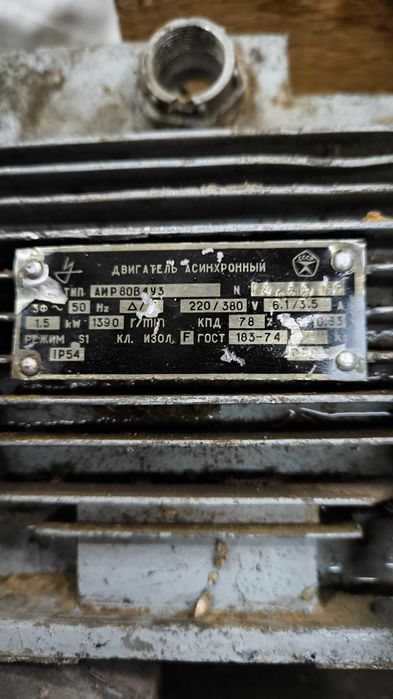 ДВИГАТЕЛЬ АСИНХРОННЫЙ
ТИП АИР80В4У3 N
3Ф ~ 50 Hz Δ/ 220/380 V 6.1/3.5 A
1.5 kW 1390 r/min КПД 78 % 0.83
РЕЖИМ S1 КЛ. ИЗОЛ. F ГОСТ 183-74
IP54